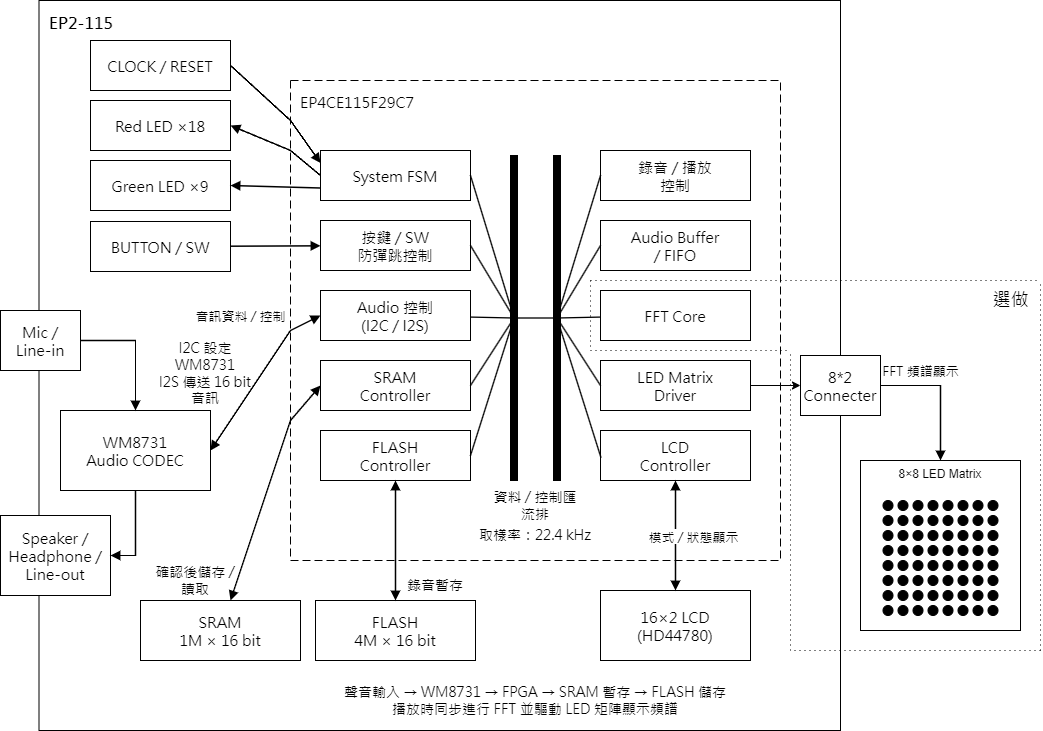 EP2-115
CLOCK / RESET
EP4CE115F29C7
Red LED ×18
System FSM
錄音 / 播放
控制
Green LED ×9
BUTTON / SW
按鍵 / SW
防彈跳控制
Audio Buffer
/ FIFO
選做
音訊資料 / 控制
Audio 控制
(I2C / I2S)
FFT Core
Mic /
Line-in
I2C 設定
WM8731
I2S 傳送 16 bit
音訊
SRAM
Controller
LED Matrix
Driver
8*2
Connecter
FFT 頻譜顯示
WM8731
Audio CODEC
FLASH
Controller
LCD
Controller
8×8 LED Matrix
資料 / 控制匯
流排
取樣率：22.4 kHz
模式 / 狀態顯示
Speaker /
Headphone /
Line-out
確認後儲存 /
讀取
錄音暫存
SRAM
1M × 16 bit
FLASH
4M × 16 bit
16×2 LCD
(HD44780)
聲音輸入 → WM8731 → FPGA → SRAM 暫存 → FLASH 儲存
播放時同步進行 FFT 並驅動 LED 矩陣顯示頻譜